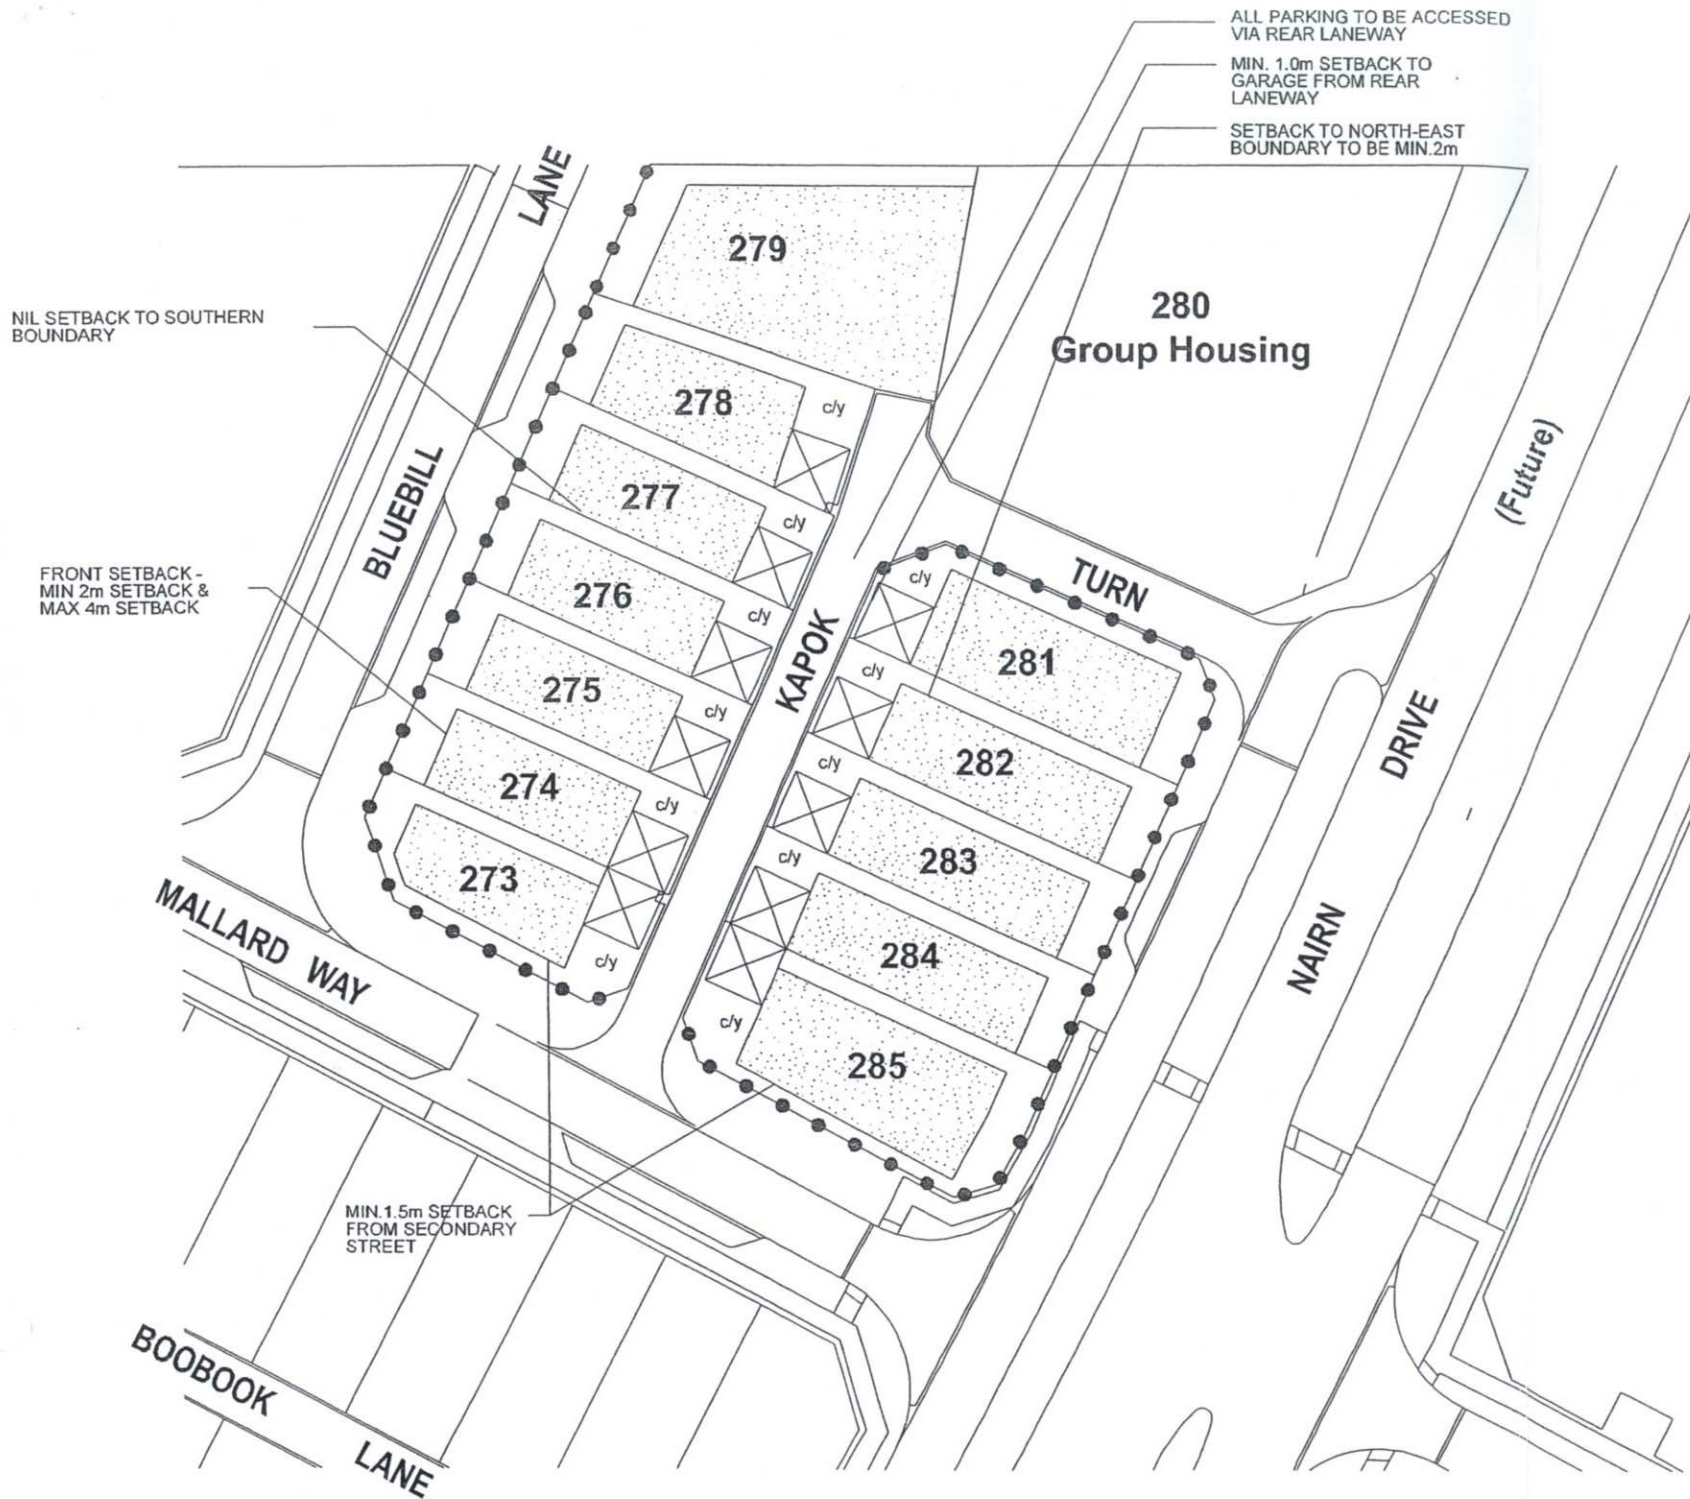 ALL PARKING TO BE ACCESSED
VIA REAR LANEWAY
MIN. 1.0m SETBACK TO
GARAGE FROM REAR
LANEWAY
SETBACK TO NORTH-EAST
BOUNDARY TO BE MIN.2m
LANE
279
280
Group Housing
NIL SETBACK TO SOUTHERN
BOUNDARY
278
c/y
(Future)
BLUEBILL
277
c/y
FRONT SETBACK -
MIN 2m SETBACK &
MAX 4m SETBACK
276
c/y
c/y
TURN
KAPOK
281
275
c/y
c/y
DRIVE
282
c/y
274
c/y
283
c/y
273
c/y
284
NAIRN
MALLARD WAY
c/y
285
MIN.1.5m SETBACK
FROM SECONDARY
STREET
BOOBOOK
LANE